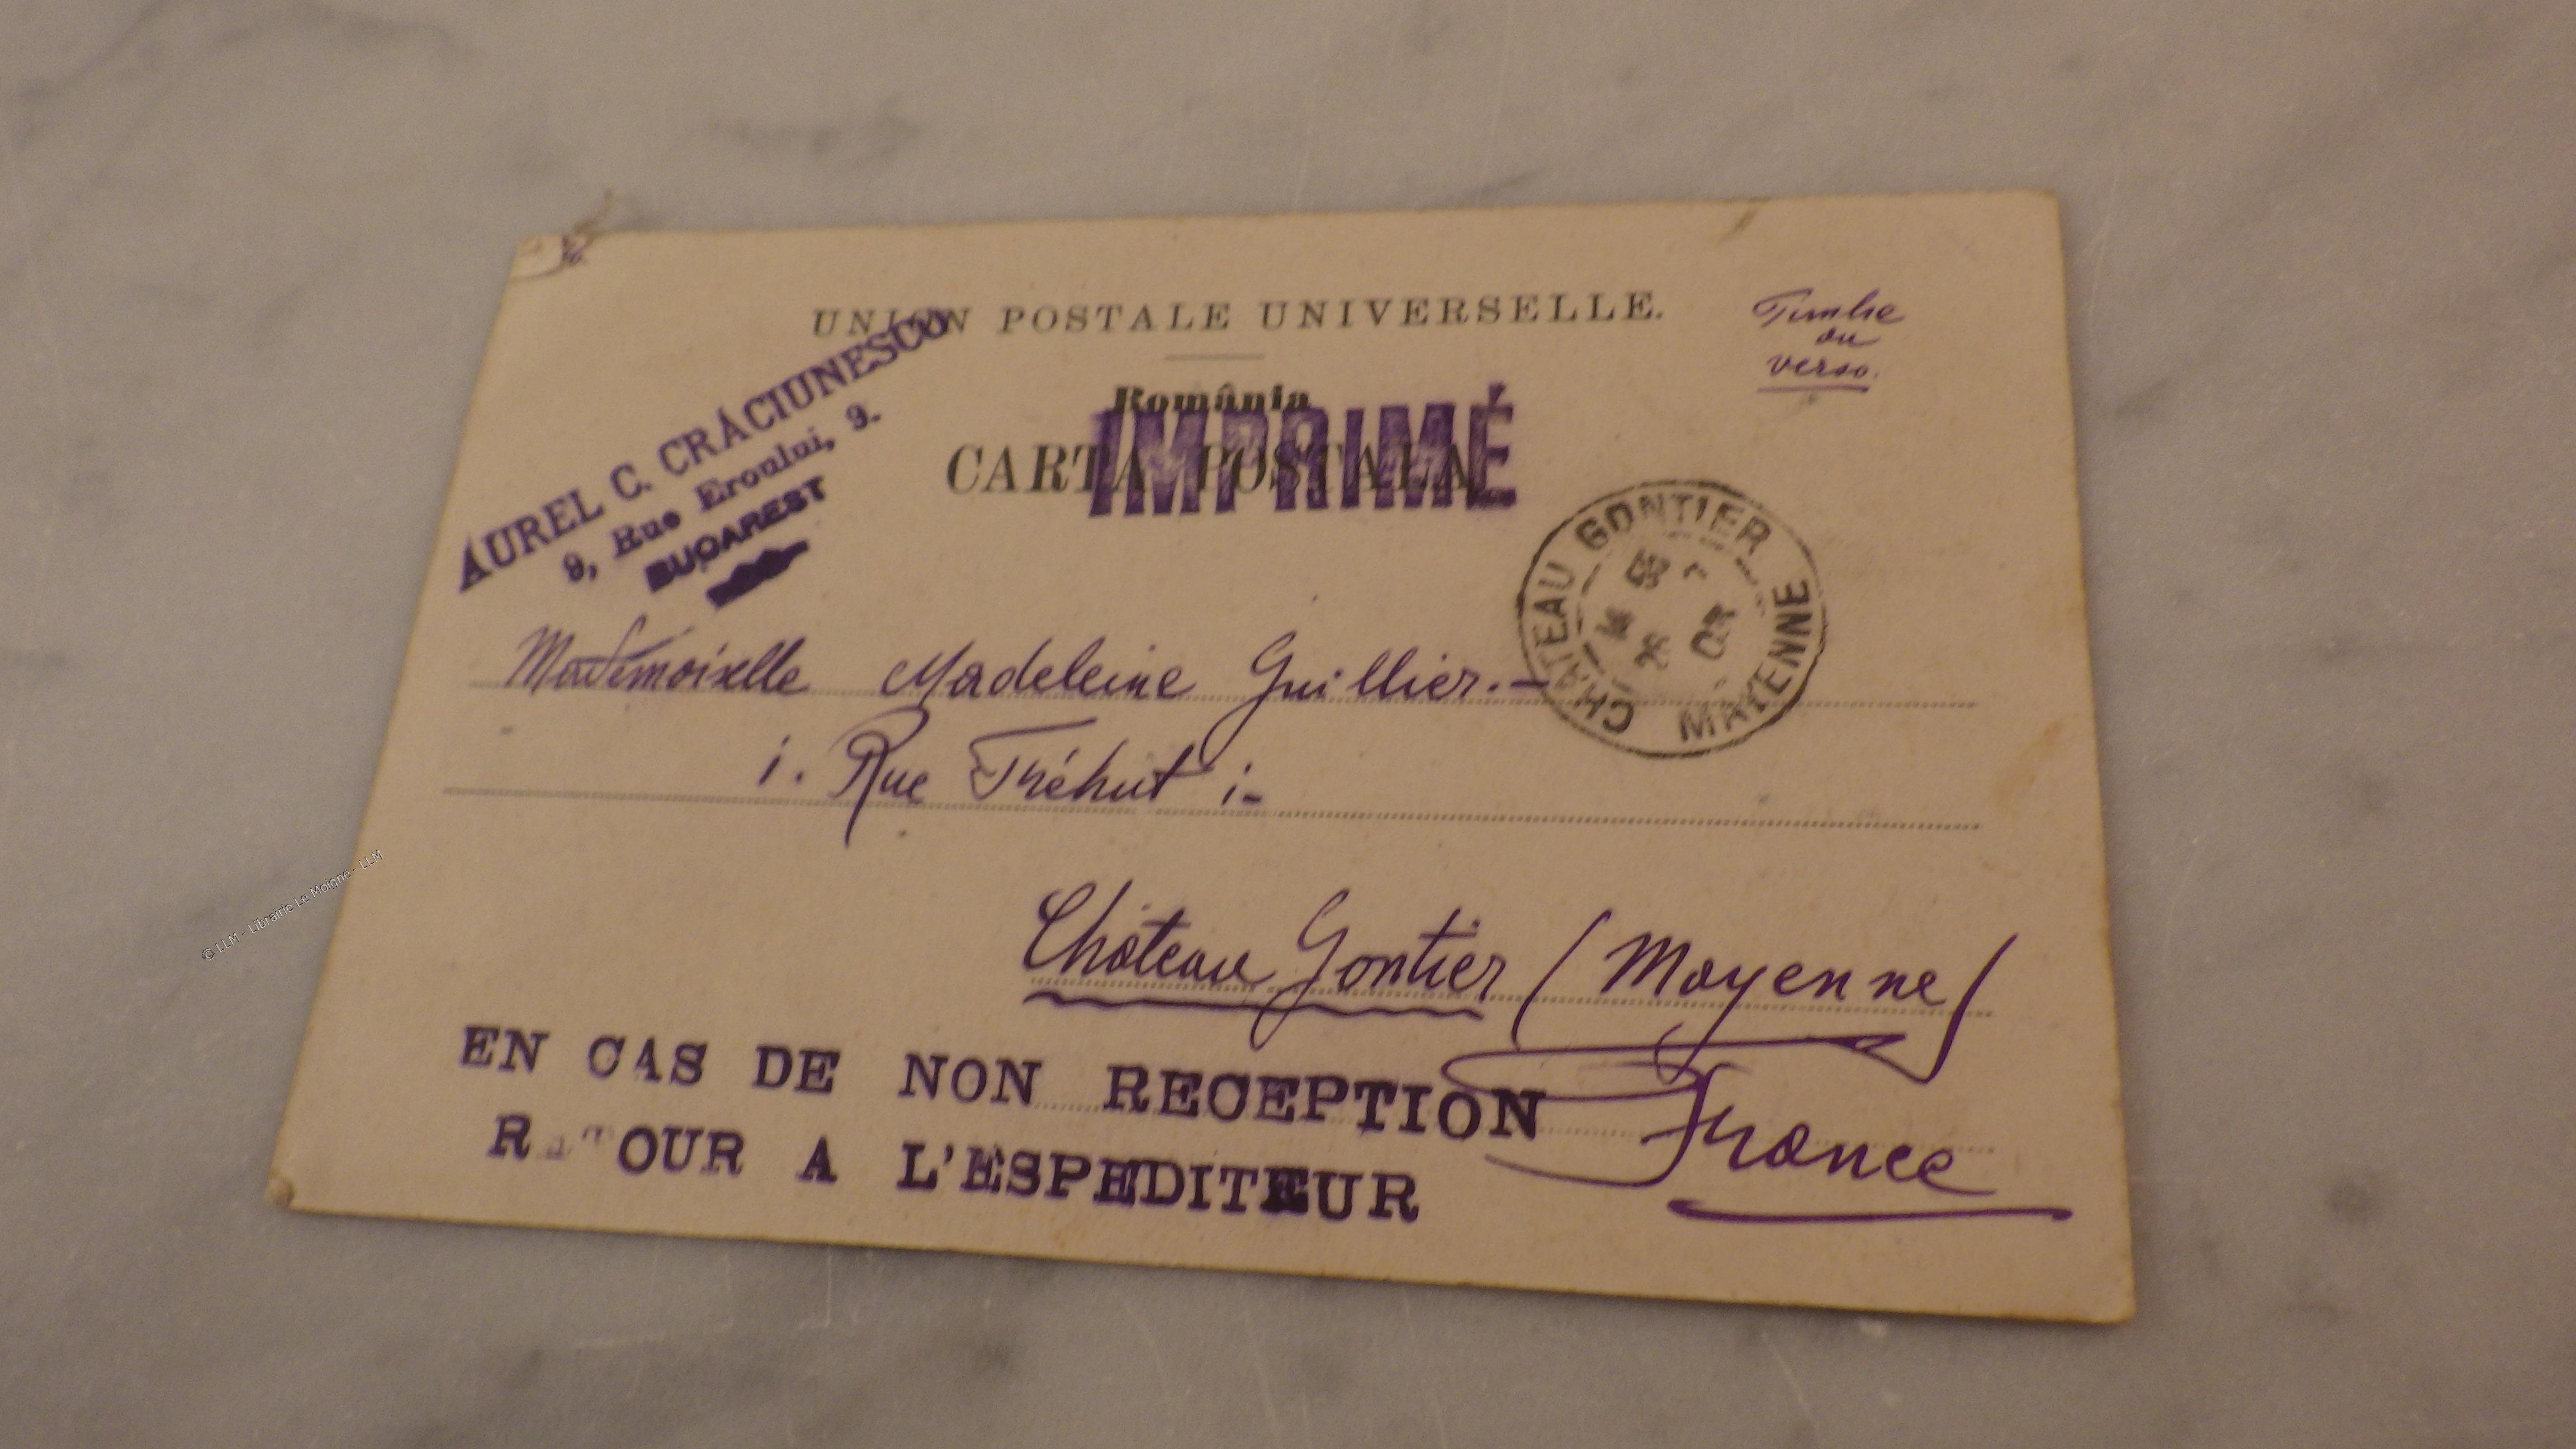 UNION POSTALE UNIVERSELLE.
Timbre
au
verso.
România
CARTA POSTALA
IMPRIMÉ
AUREL C. CRĂCIUNESCO
9, Rue Eroului, 9.
BUCAREST
CHATEAU GONTIER
MAYENNE
Mademoiselle Madeleine Guillier.-
1. Rue Tréhut 1-
Château Gontier (Mayenne)
France
EN CAS DE NON RECEPTION
RETOUR A L'ESPEDITEUR
© LLM - Librairie Le Moigne - LLM